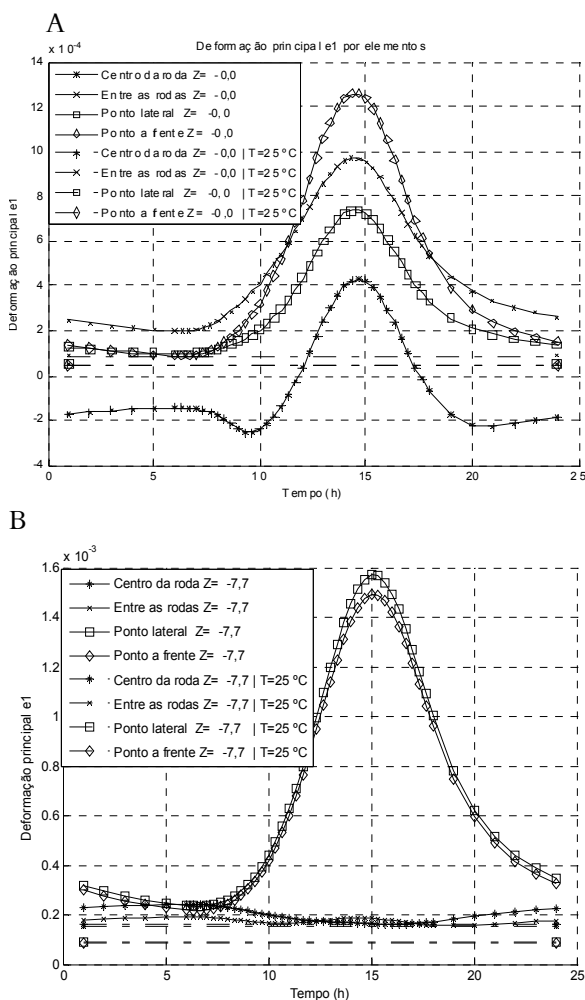 A
Deformação principal e1 por elementos
x 10-4
14
12
10
8
6
4
2
0
-2
-4
Deformação principal e1
Centro da roda Z= -0,0
Entre as rodas Z= -0,0
Ponto lateral Z= -0,0
Ponto a frente Z= -0,0
Centro da roda Z= -0,0 | T=25 ºC
Entre as rodas Z= -0,0 | T=25 ºC
Ponto lateral Z= -0,0 | T=25 ºC
Ponto a frente Z= -0,0 | T=25 ºC
0 5 10 15 20 25
Tempo (h)
B
x 10-3
1.6
1.4
1.2
1
0.8
0.6
0.4
0.2
0
Deformação principal e1
Centro da roda Z= -7,7
Entre as rodas Z= -7,7
Ponto lateral Z= -7,7
Ponto a frente Z= -7,7
Centro da roda Z= -7,7 | T=25 ºC
Entre as rodas Z= -7,7 | T=25 ºC
Ponto lateral Z= -7,7 | T=25 ºC
Ponto a frente Z= -7,7 | T=25 ºC
0 5 10 15 20 25
Tempo (h)